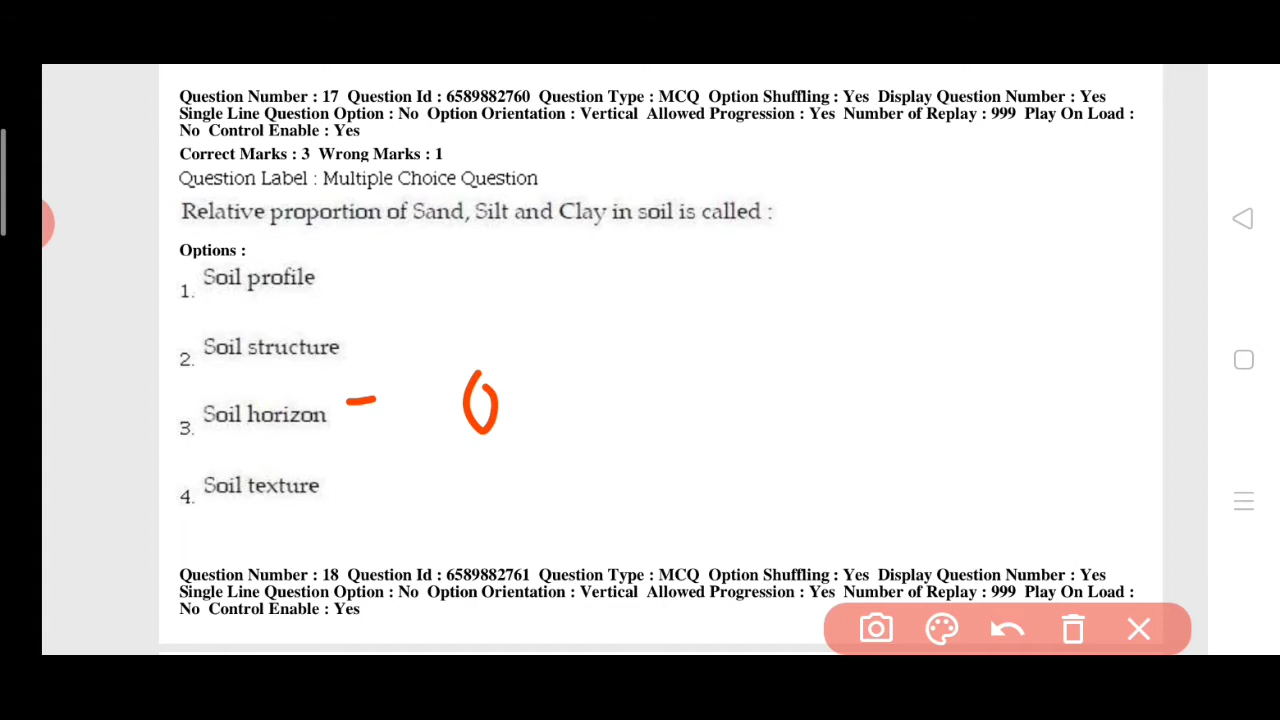 Question Number : 17 Question Id : 6589882760 Question Type : MCQ Option Shuffling : Yes Display Question Number : Yes
Single Line Question Option : No Option Orientation : Vertical Allowed Progression : Yes Number of Replay : 999 Play On Load :
No Control Enable : Yes
Correct Marks : 3 Wrong Marks : 1
Question Label : Multiple Choice Question
Relative proportion of Sand, Silt and Clay in soil is called :
Options :
1. Soil profile
2. Soil structure
3. Soil horizon - 0
4. Soil texture
Question Number : 18 Question Id : 6589882761 Question Type : MCQ Option Shuffling : Yes Display Question Number : Yes
Single Line Question Option : No Option Orientation : Vertical Allowed Progression : Yes Number of Replay : 999 Play On Load :
No Control Enable : Yes